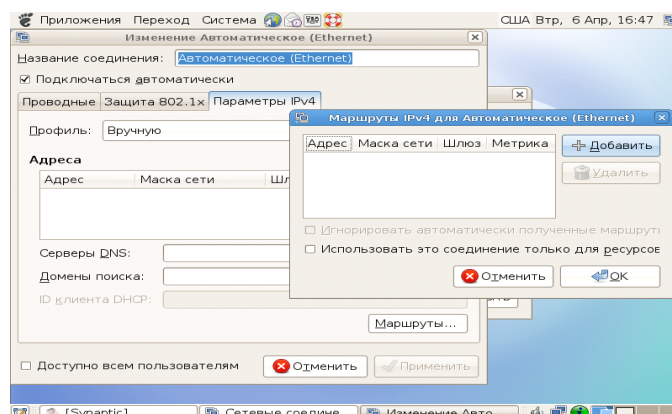 Приложения Переход Система США Втр, 6 Апр, 16:47
Изменение Автоматическое (Ethernet)
Название соединения: Автоматическое (Ethernet)
Подключаться автоматически
Проводные Защита 802.1x Параметры IPv4
Профиль: Вручную
Адреса
Адрес Маска сети
Серверы DNS:
Домены поиска:
ID клиента DHCP:
Маршруты...
Доступно всем пользователям Отменить Применить
Маршруты IPv4 для Автоматическое (Ethernet)
Адрес Маска сети Шлюз Метрика Добавить
Удалить
Игнорировать автоматически полученные маршруты
Использовать это соединение только для ресурсов
Отменить OK
[Synaptic] Сетевые соедине... Изменение Авто...